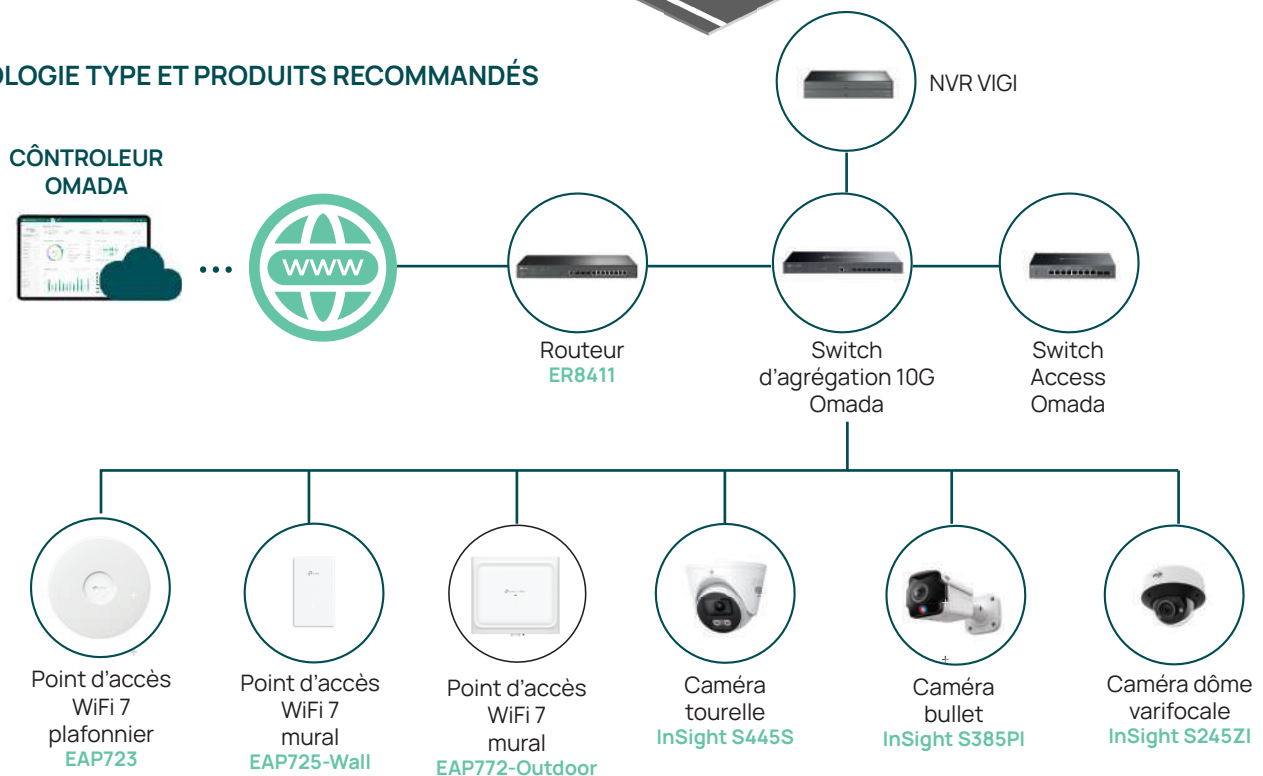 OLOGIE TYPE ET PRODUITS RECOMMANDÉS
NVR VIGI
CÔNTROLEUR
OMADA
WWW
Routeur
ER8411
Switch
d'agrégation 10G
Omada
Switch
Access
Omada
Point d'accès
WiFi 7
plafonnier
EAP723
Point d'accès
WiFi 7
mural
EAP725-Wall
Point d'accès
WiFi 7
mural
EAP772-Outdoor
Caméra
tourelle
InSight S445S
Caméra
bullet
InSight S385PI
Caméra dôme
varifocale
InSight S245ZI